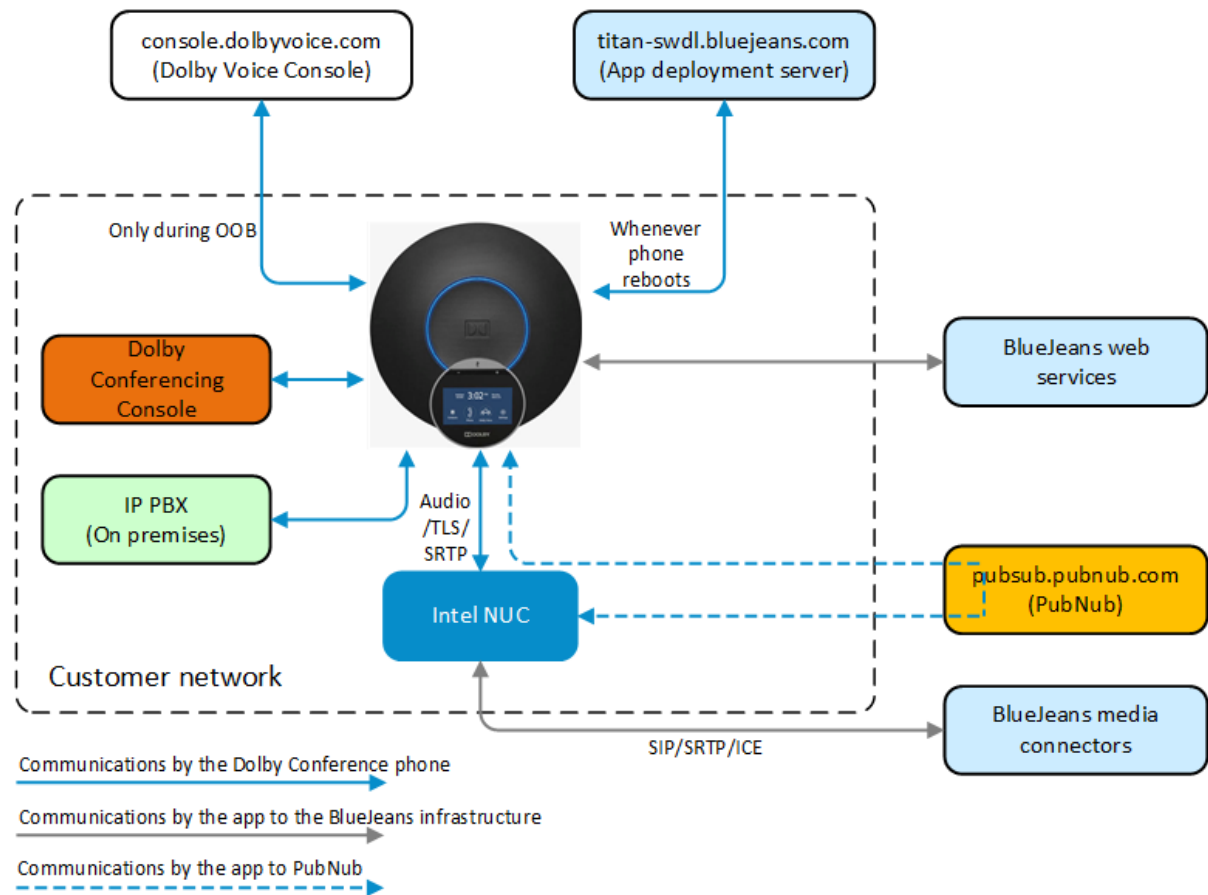 console.dolbyvoice.com
(Dolby Voice Console)
titan-swdl.bluejeans.com
(App deployment server)
Only during OOB
Whenever
phone
reboots
3:02
DOLBY
Dolby
Conferencing
Console
BlueJeans web
services
IP PBX
(On premises)
Audio
/TLS/
SRTP
Intel NUC
pubsub.pubnub.com
(PubNub)
Customer network
SIP/SRTP/ICE
BlueJeans media
connectors
Communications by the Dolby Conference phone
Communications by the app to the BlueJeans infrastructure
Communications by the app to PubNub